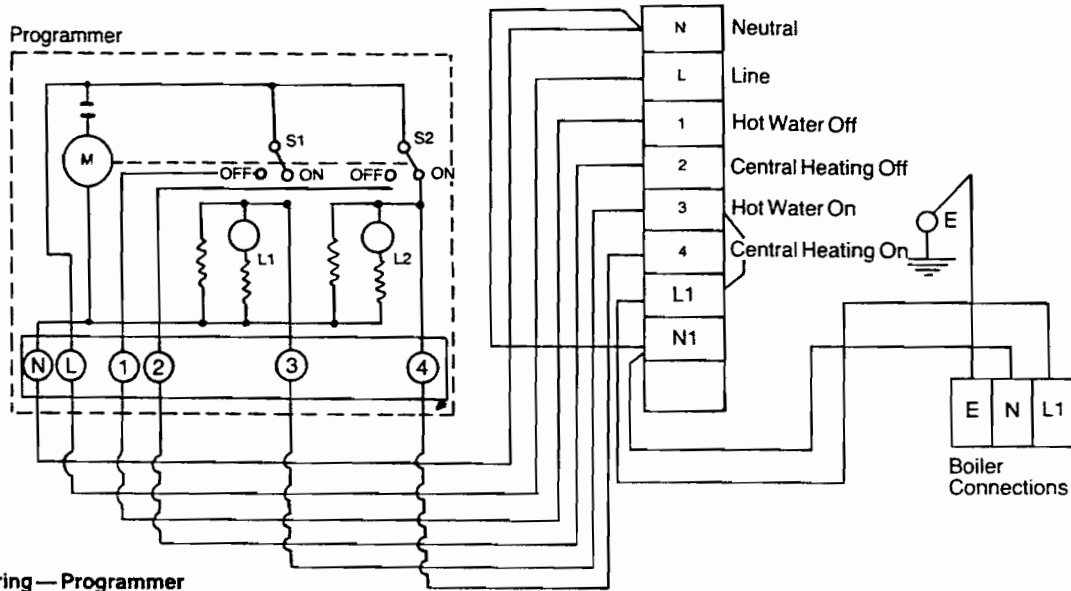 Programmer
M
S1
S2
OFF
ON
OFF
ON
L1
L2
N
L
1
2
3
4
N
Neutral
L
Line
1
Hot Water Off
2
Central Heating Off
3
Hot Water On
4
Central Heating On
L1
N1
E
E
N
L1
Boiler
Connections
ring — Programmer